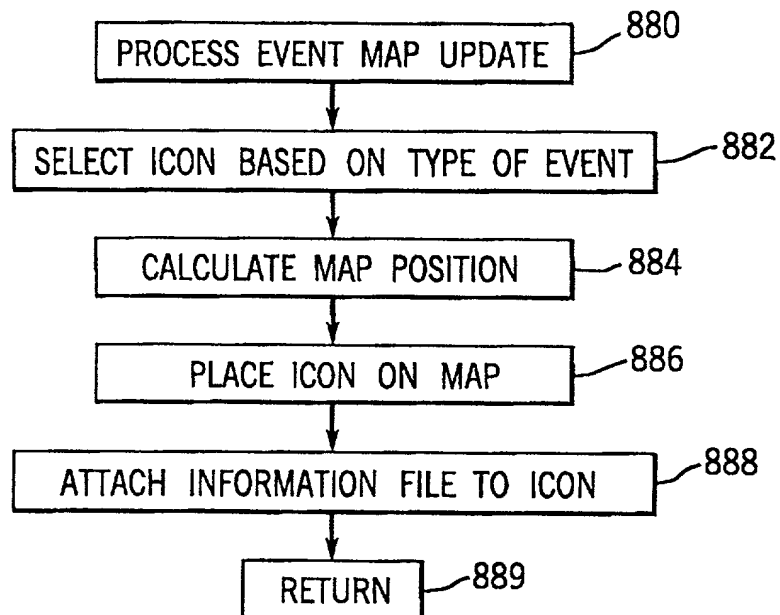 PROCESS EVENT MAP UPDATE
880
SELECT ICON BASED ON TYPE OF EVENT
882
CALCULATE MAP POSITION
884
PLACE ICON ON MAP
886
ATTACH INFORMATION FILE TO ICON
888
RETURN
889